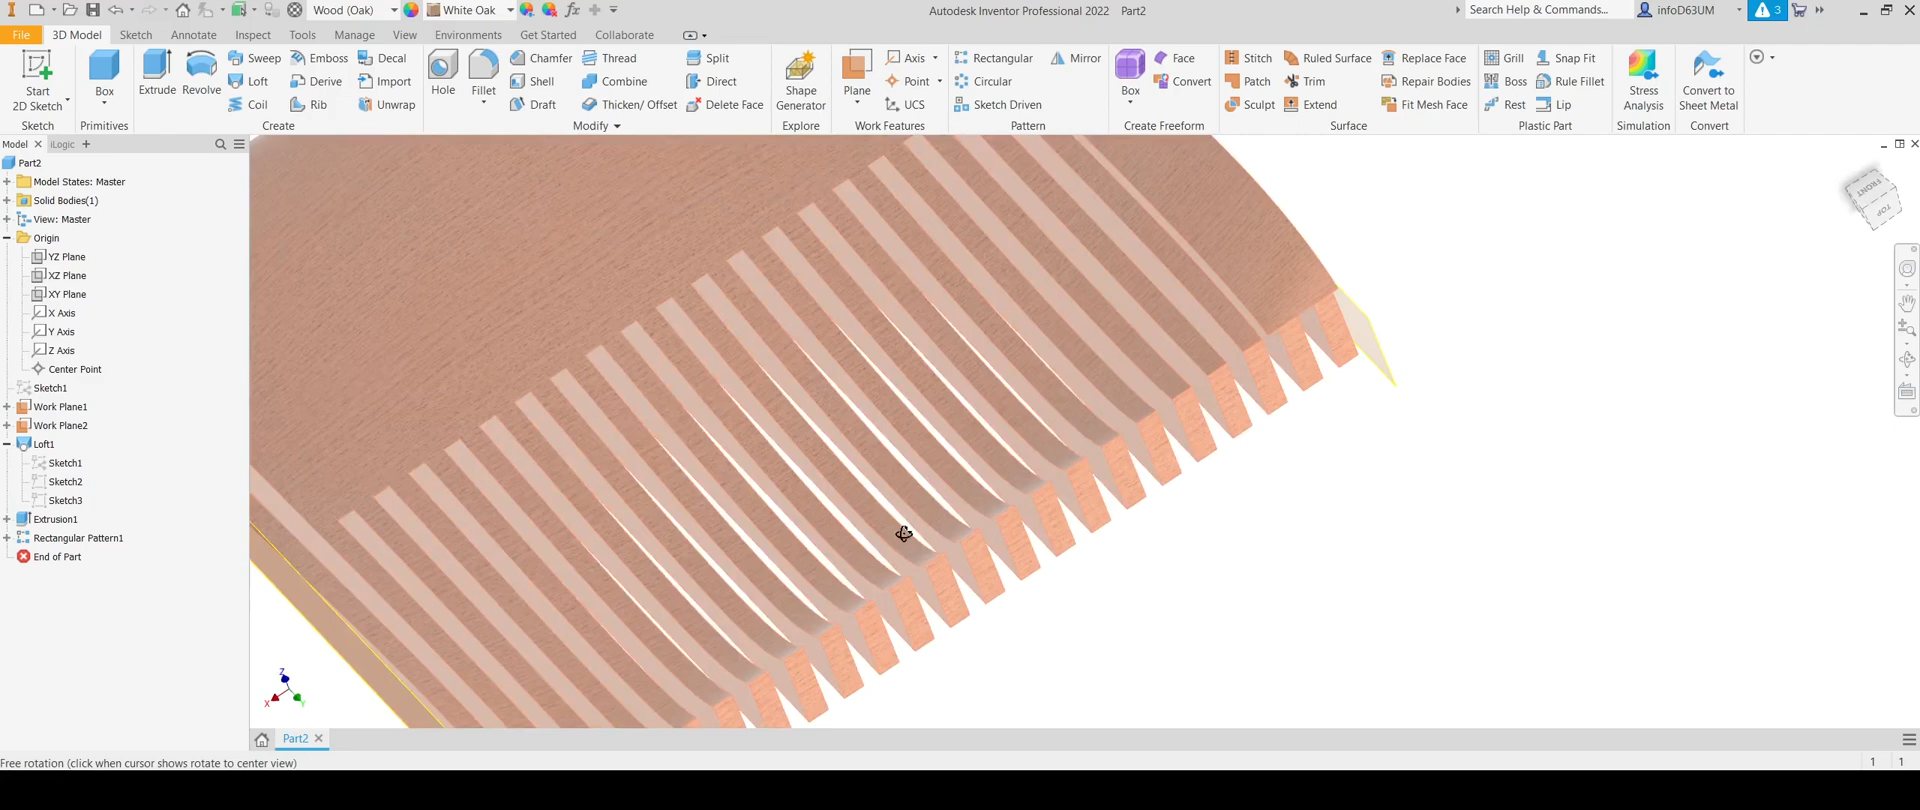 Wood (Oak) White Oak fx Autodesk Inventor Professional 2022 Part2 Search Help & Commands... infoD63UM 3
File 3D Model Sketch Annotate Inspect Tools Manage View Environments Get Started Collaborate
Start
2D Sketch
Sketch
Box
Primitives
Extrude Revolve
Sweep Emboss Decal
Loft Derive Import
Coil Rib Unwrap
Create
Hole Fillet
Chamfer Thread Split
Shell Combine Direct
Draft Thicken/ Offset Delete Face
Modify
Shape
Generator
Explore
Plane
Axis
Point
UCS
Work Features
Rectangular Mirror
Circular
Sketch Driven
Pattern
Box
Face
Convert
Create Freeform
Stitch Ruled Surface Replace Face
Patch Trim Repair Bodies
Sculpt Extend Fit Mesh Face
Surface
Grill Snap Fit
Boss Rule Fillet
Rest Lip
Plastic Part
Stress
Analysis
Simulation
Convert to
Sheet Metal
Convert
Model iLogic
Part2
Model States: Master
Solid Bodies(1)
View: Master
Origin
YZ Plane
XZ Plane
XY Plane
X Axis
Y Axis
Z Axis
Center Point
Sketch1
Work Plane1
Work Plane2
Loft1
Sketch1
Sketch2
Sketch3
Extrusion1
Rectangular Pattern1
End of Part
FRONT
TOP
Z
X
Y
Part2
Free rotation (click when cursor shows rotate to center view) 1 1